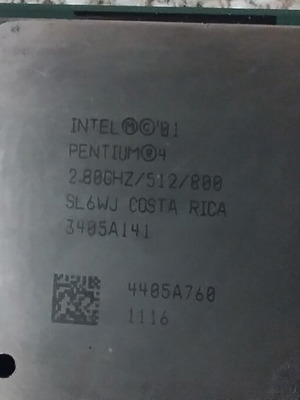 INTEL Ⓜ©'01
PENTIUM®4
2.80GHZ/512/800
SL6WJ COSTA RICA
3405A141
4405A760
1116